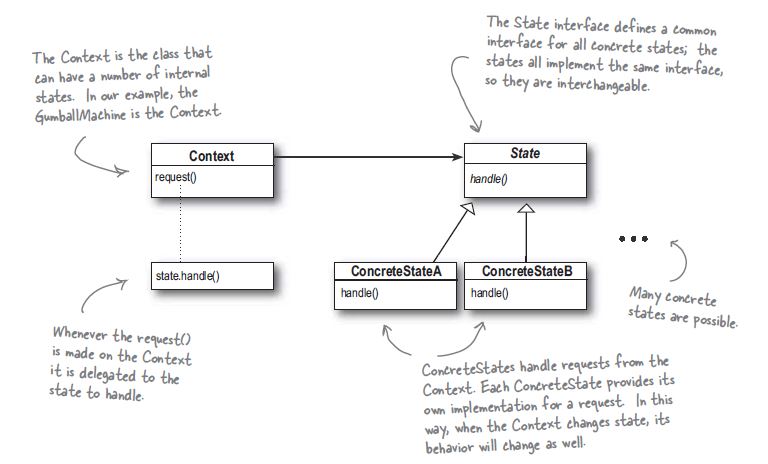 The Context is the class that
can have a number of internal
states. In our example, the
GumballMachine is the Context.
The State interface defines a common
interface for all concrete states; the
states all implement the same interface,
so they are interchangeable.
Context
request()
State
handle()
state.handle()
ConcreteStateA
handle()
ConcreteStateB
handle()
Many concrete
states are possible.
Whenever the request()
is made on the Context
it is delegated to the
state to handle.
ConcreteStates handle requests from the
Context. Each ConcreteState provides its
own implementation for a request. In this
way, when the Context changes state, its
behavior will change as well.